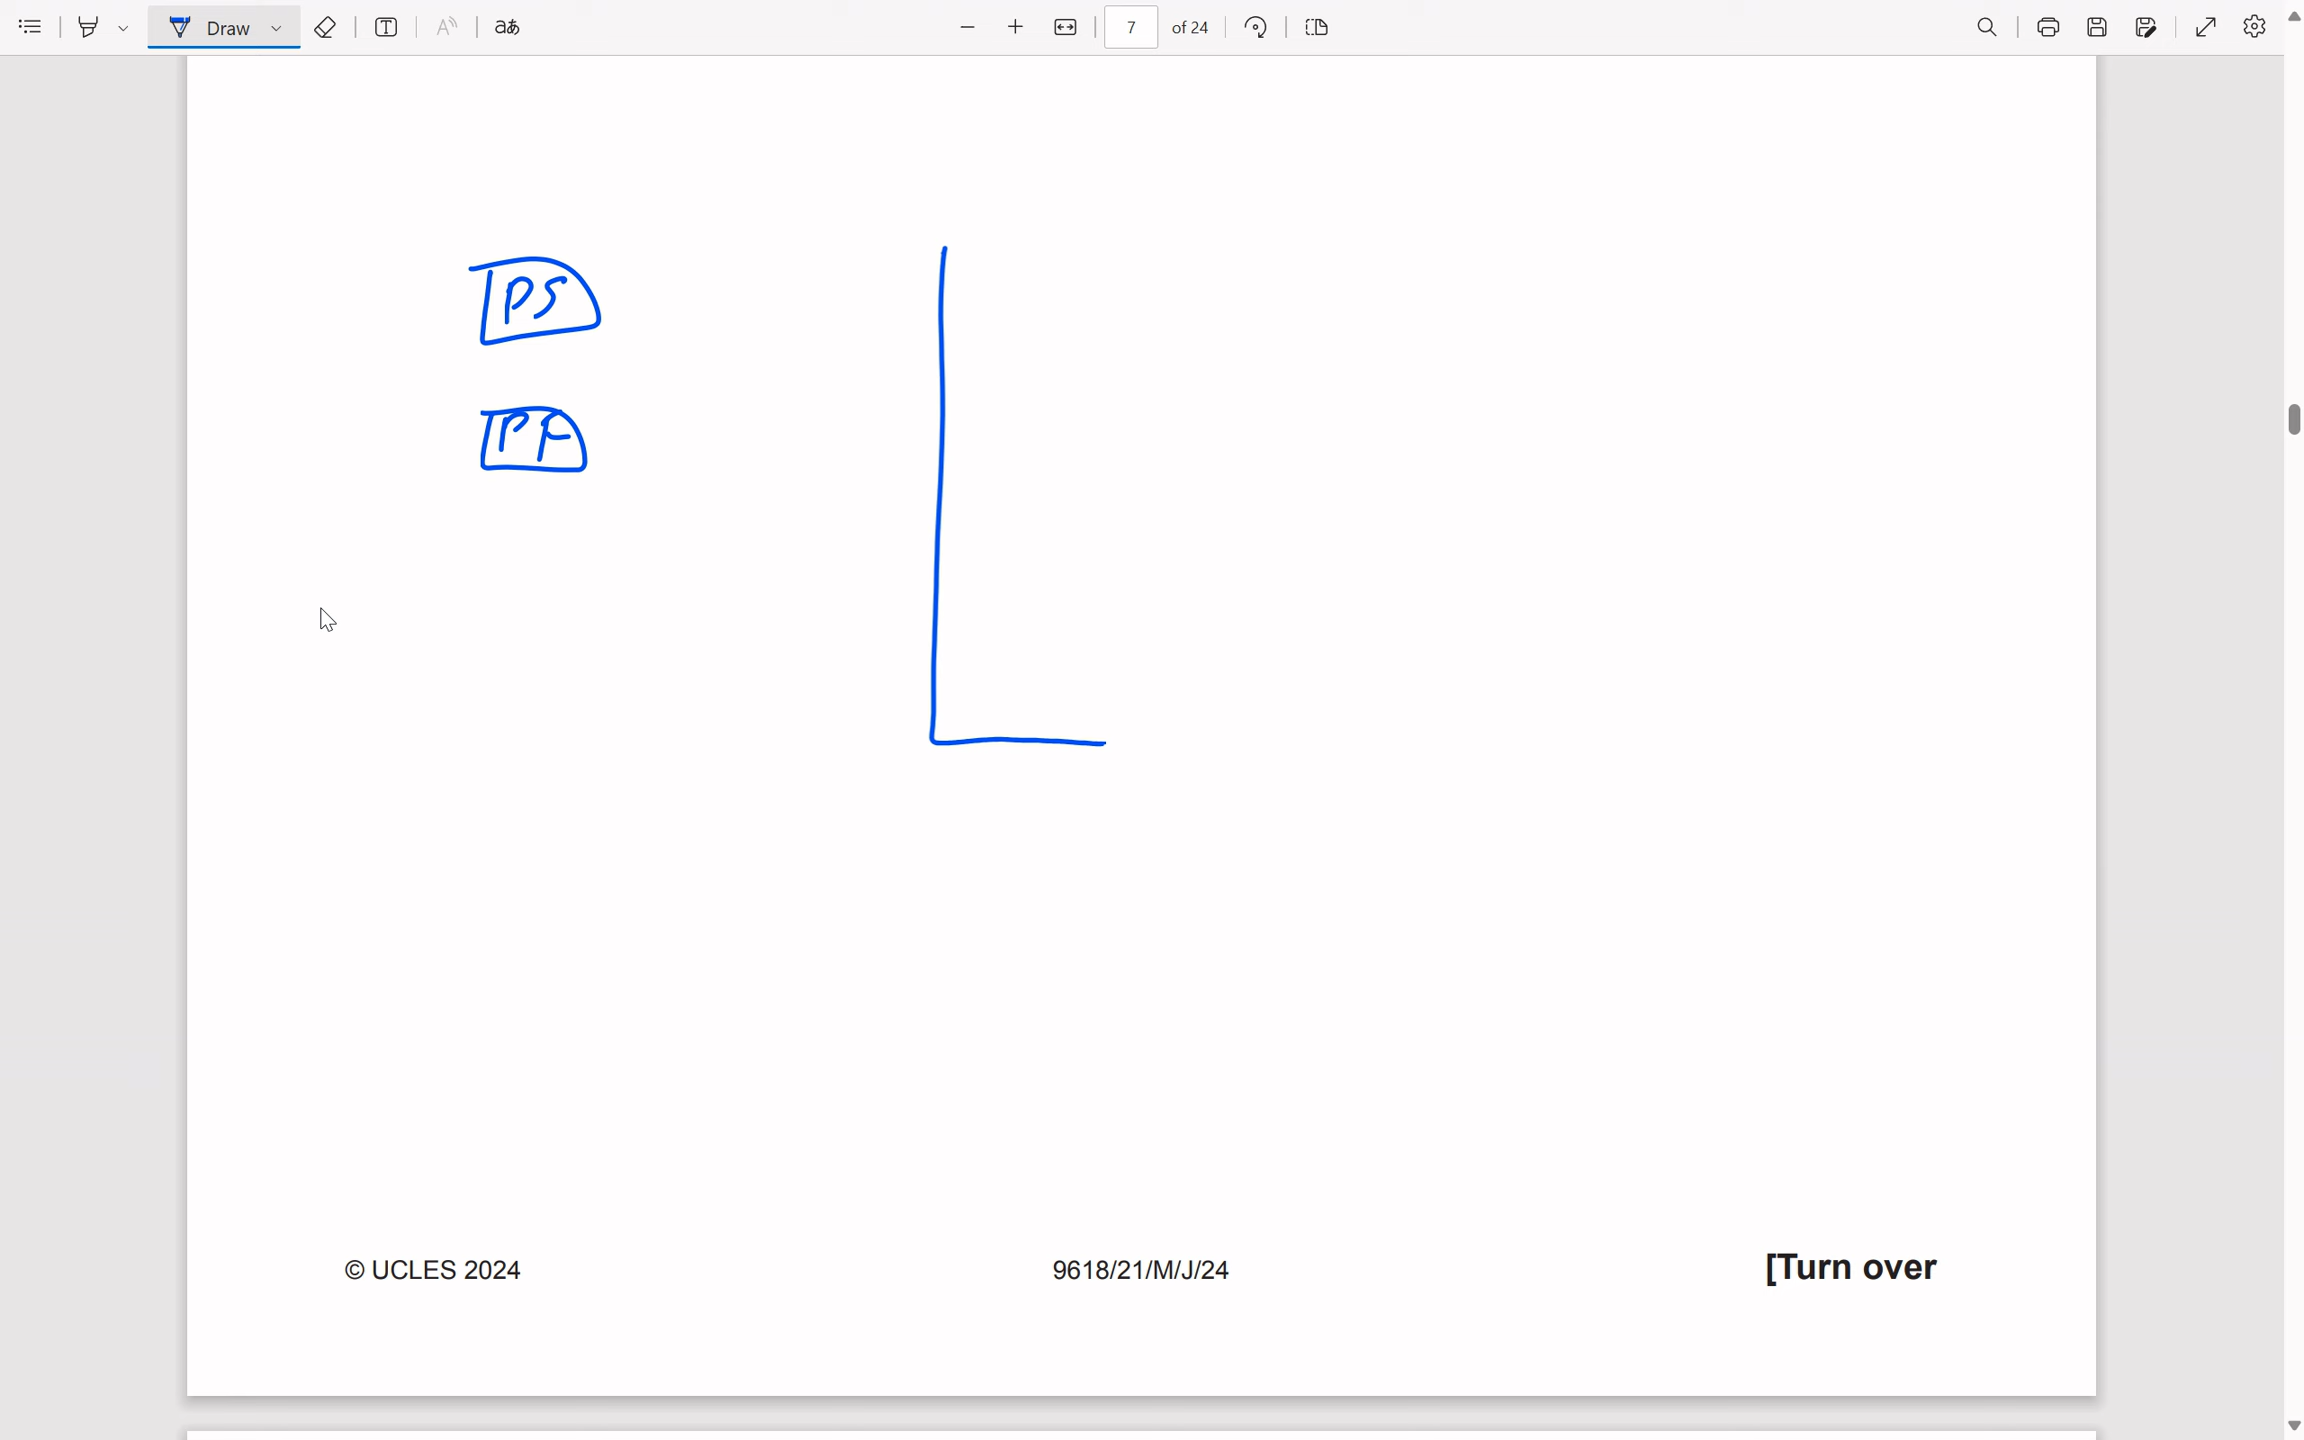 Draw
7 of 24
PS
PF
© UCLES 2024
9618/21/M/J/24
[Turn over